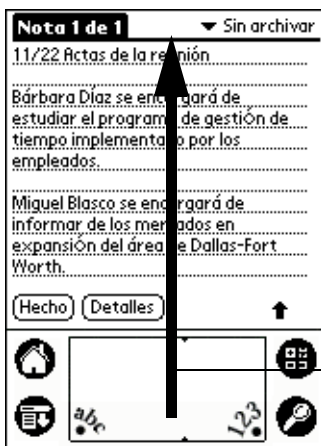 Nota 1 de 1
Sin archivar
11/22 Actas de la reunión
Bárbara Díaz se encargará de
estudiar el programa de gestión de
tiempo implementado por los
empleados.
Miguel Blasco se encargará de
informar de los mercados en
expansión del área de Dallas-Fort
Worth.
Hecho Detalles
abc 123